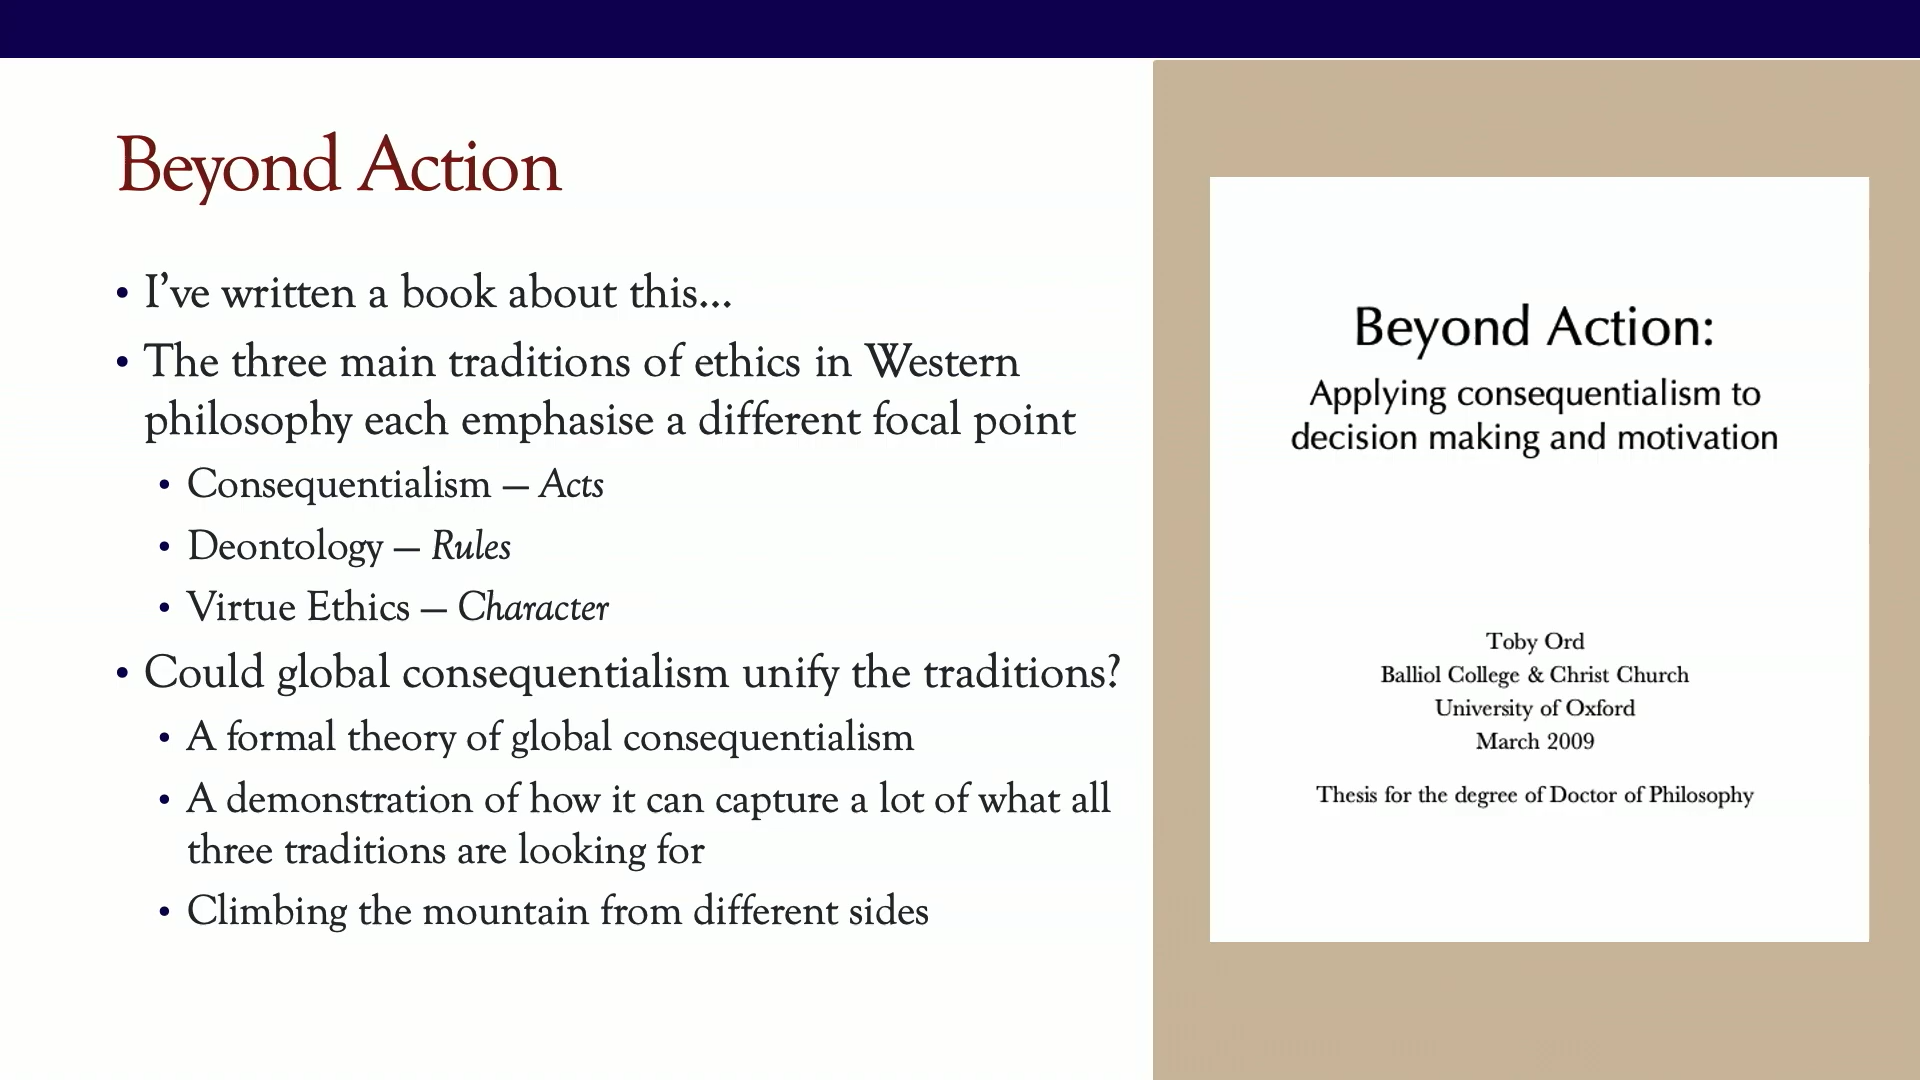 Beyond Action
• I’ve written a book about this...
• The three main traditions of ethics in Western
philosophy each emphasise a different focal point
• Consequentialism — Acts
• Deontology — Rules
• Virtue Ethics — Character
• Could global consequentialism unify the traditions?
• A formal theory of global consequentialism
• A demonstration of how it can capture a lot of what all
three traditions are looking for
• Climbing the mountain from different sides
Beyond Action:
Applying consequentialism to
decision making and motivation
Toby Ord
Balliol College & Christ Church
University of Oxford
March 2009
Thesis for the degree of Doctor of Philosophy